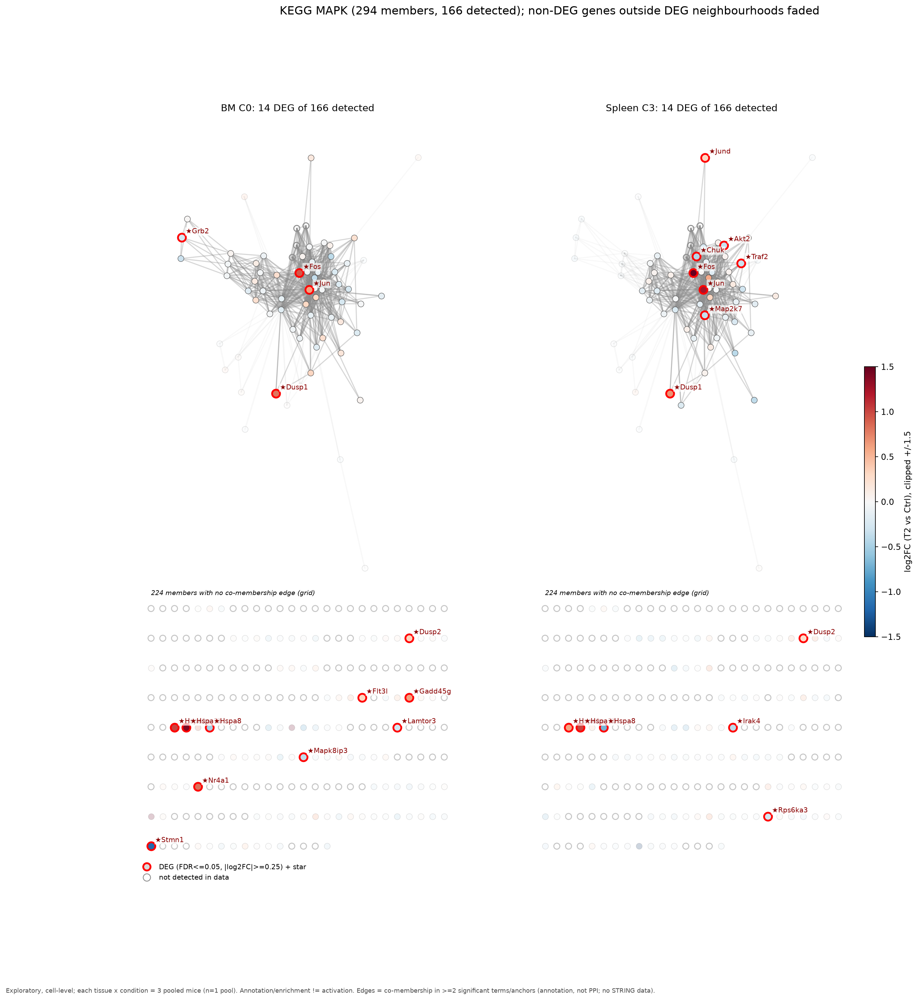 KEGG MAPK (294 members, 166 detected); non-DEG genes outside DEG neighbourhoods faded
BM C0: 14 DEG of 166 detected
Spleen C3: 14 DEG of 166 detected
★Grb2
★Fos
★Jun
★Dusp1
★Jund
★Akt2
★Chuk
★Traf2
★Fos
★Jun
★Map2k7
★Dusp1
1.5
1.0
0.5
0.0
−0.5
−1.0
−1.5
log2FC (T2 vs Ctrl), clipped +/-1.5
224 members with no co-membership edge (grid)
★Dusp2
★Flt3l
★Gadd45g
★Hspa8
★Lamtor3
★Mapk8ip3
★Nr4a1
★Stmn1
224 members with no co-membership edge (grid)
★Dusp2
★Hspa8
★Irak4
★Rps6ka3
DEG (FDR<=0.05, |log2FC|>=0.25) + star
not detected in data
Exploratory, cell-level; each tissue x condition = 3 pooled mice (n=1 pool). Annotation/enrichment != activation. Edges = co-membership in >=2 significant terms/anchors (annotation, not PPI; no STRING data).